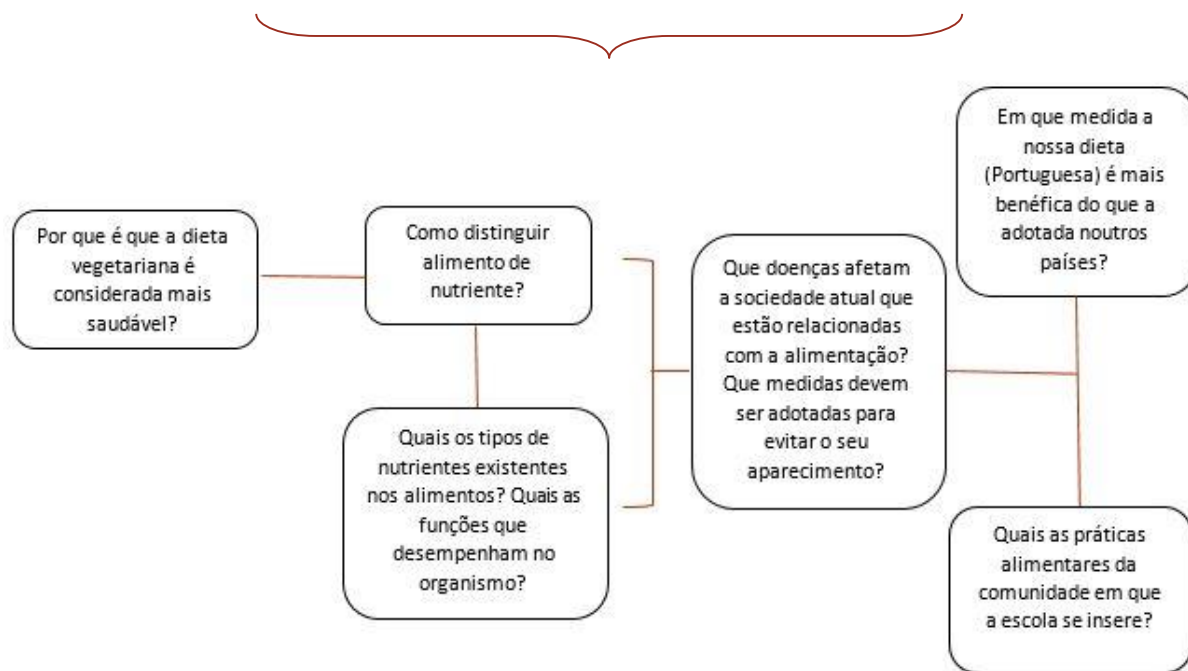 Por que é que a dieta
vegetariana é
considerada mais
saudável?
Como distinguir
alimento de
nutriente?
Quais os tipos de
nutrientes existentes
nos alimentos? Quais as
funções que
desempenham no
organismo?
Que doenças afetam
a sociedade atual que
estão relacionadas
com a alimentação?
Que medidas devem
ser adotadas para
evitar o seu
aparecimento?
Em que medida a
nossa dieta
(Portuguesa) é mais
benéfica do que a
adotada noutros
países?
Quais as práticas
alimentares da
comunidade em que
a escola se insere?